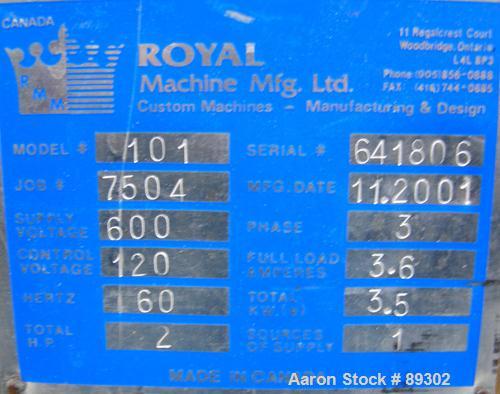 CANADA
11 Regalcrest Court
Woodbridge, Ontario
L4L 8P3
Phone: (905) 856-0888
FAX: (416) 744-0885
RMM
ROYAL
Machine Mfg. Ltd.
Custom Machines - Manufacturing & Design
MODEL # 101 SERIAL # 641806
JOB # 7504 MFG. DATE 11.2001
SUPPLY VOLTAGE 600 PHASE 3
CONTROL VOLTAGE 120 FULL LOAD AMPERES 3.6
HERTZ 60 TOTAL KW.(s) 3.5
TOTAL H.P. 2 SOURCES OF SUPPLY 1
MADE IN CANADA
Aaron Stock # 89302